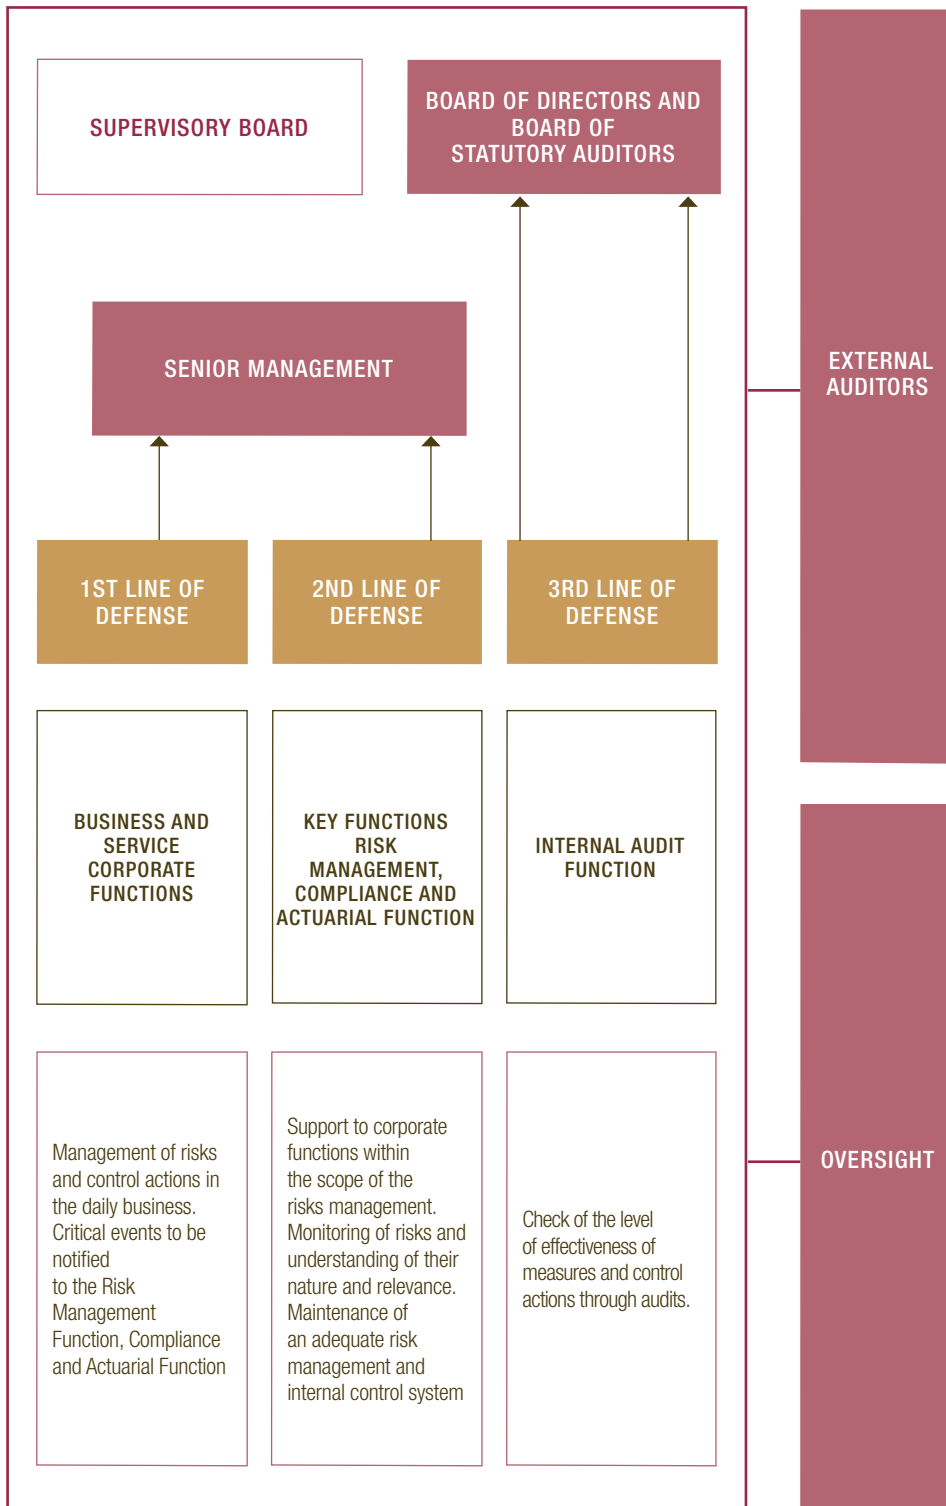 SUPERVISORY BOARD
BOARD OF DIRECTORS AND
BOARD OF
STATUTORY AUDITORS
SENIOR MANAGEMENT
EXTERNAL
AUDITORS
1ST LINE OF
DEFENSE
2ND LINE OF
DEFENSE
3RD LINE OF
DEFENSE
BUSINESS AND
SERVICE
CORPORATE
FUNCTIONS
KEY FUNCTIONS
RISK
MANAGEMENT,
COMPLIANCE AND
ACTUARIAL FUNCTION
INTERNAL AUDIT
FUNCTION
Management of risks
and control actions in
the daily business.
Critical events to be
notified
to the Risk
Management
Function, Compliance
and Actuarial Function
Support to corporate
functions within
the scope of the
risks management.
Monitoring of risks and
understanding of their
nature and relevance.
Maintenance of
an adequate risk
management and
internal control system
Check of the level
of effectiveness of
measures and control
actions through audits.
OVERSIGHT